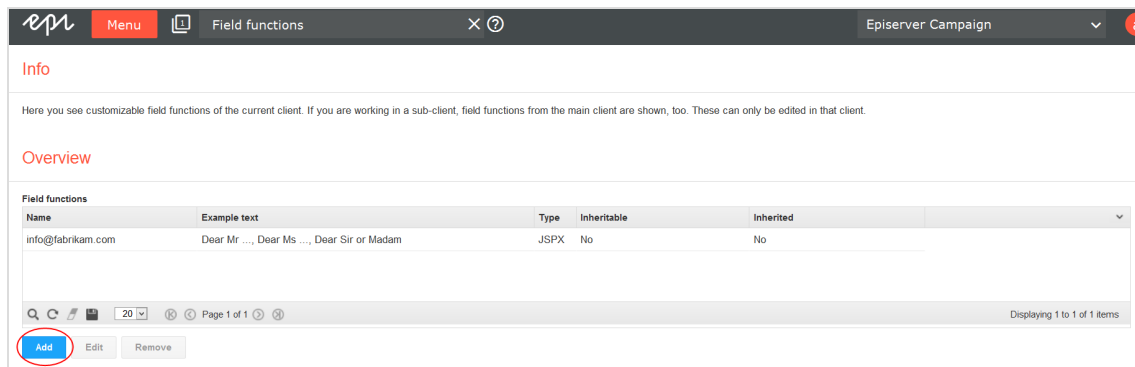 epi Menu 1 Field functions Episerver Campaign
Info
Here you see customizable field functions of the current client. If you are working in a sub-client, field functions from the main client are shown, too. These can only be edited in that client.
Overview
Field functions
Name Example text Type Inheritable Inherited
info@fabrikam.com Dear Mr ..., Dear Ms ..., Dear Sir or Madam JSPX No No
20 Page 1 of 1 Displaying 1 to 1 of 1 items
Add Edit Remove